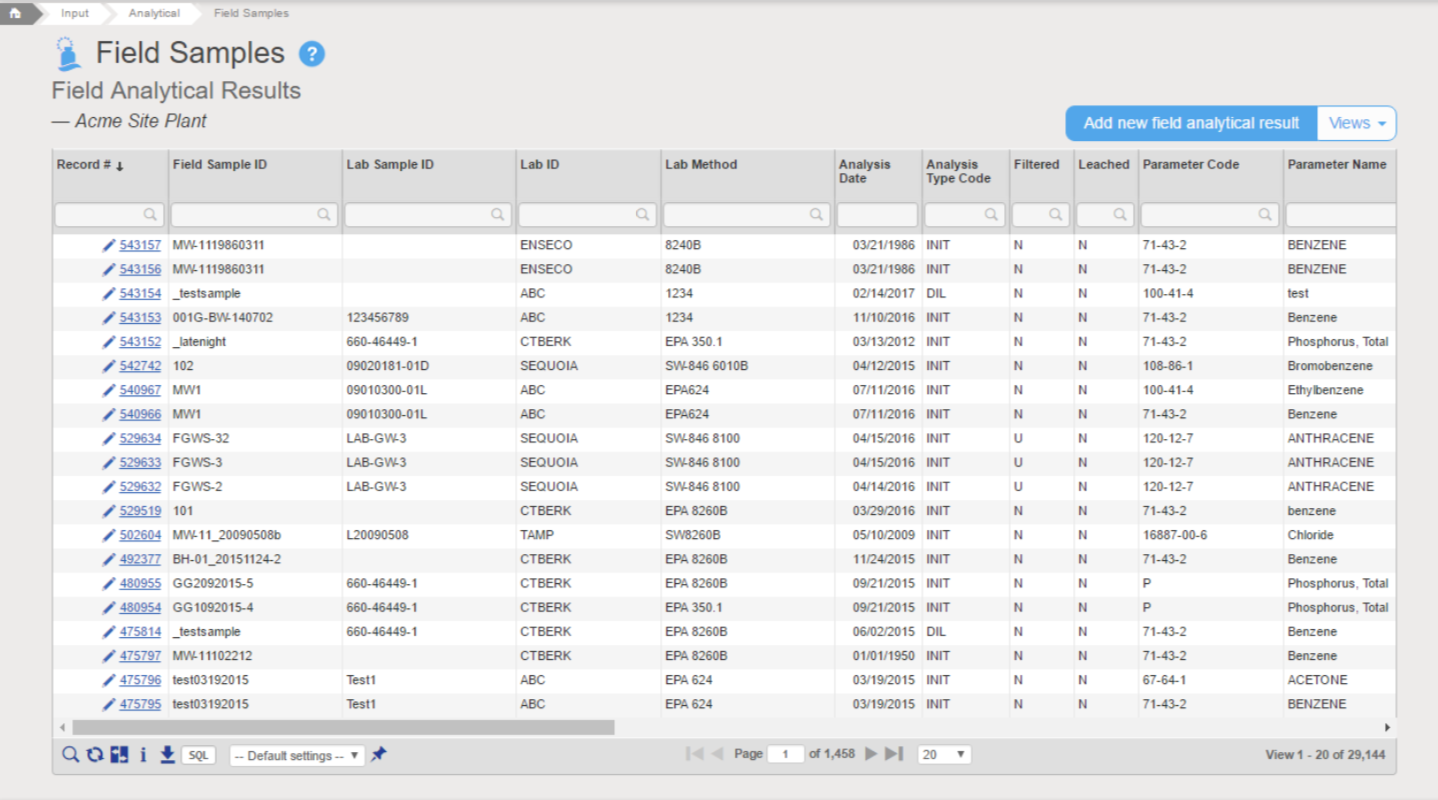 Input Analytical Field Samples
Field Samples ?
Field Analytical Results
— Acme Site Plant
Add new field analytical result Views
Record # Field Sample ID Lab Sample ID Lab ID Lab Method Analysis Date Analysis Type Code Filtered Leached Parameter Code Parameter Name
543157 MW-1119860311 ENSECO 8240B 03/21/1986 INIT N N 71-43-2 BENZENE
543156 MW-1119860311 ENSECO 8240B 03/21/1986 INIT N N 71-43-2 BENZENE
543154 _testsample ABC 1234 02/14/2017 DIL N N 100-41-4 test
543153 001G-BW-140702 123456789 ABC 1234 11/10/2016 INIT N N 71-43-2 Benzene
543152 _latenight 660-46449-1 CTBERK EPA 350.1 03/13/2012 INIT N N 71-43-2 Phosphorus, Total
542742 102 09020181-01D SEQUOIA SW-846 6010B 04/12/2015 INIT N N 108-86-1 Bromobenzene
540967 MW1 09010300-01L ABC EPA624 07/11/2016 INIT N N 100-41-4 Ethylbenzene
540966 MW1 09010300-01L ABC EPA624 07/11/2016 INIT N N 71-43-2 Benzene
529634 FGWS-32 LAB-GW-3 SEQUOIA SW-846 8100 04/15/2016 INIT U N 120-12-7 ANTHRACENE
529633 FGWS-3 LAB-GW-3 SEQUOIA SW-846 8100 04/15/2016 INIT U N 120-12-7 ANTHRACENE
529632 FGWS-2 LAB-GW-3 SEQUOIA SW-846 8100 04/14/2016 INIT U N 120-12-7 ANTHRACENE
529519 101 CTBERK EPA 8260B 03/29/2016 INIT N N 71-43-2 benzene
502604 MW-11_20090508b L20090508 TAMP SW8260B 05/10/2009 INIT N N 16887-00-6 Chloride
492377 BH-01_20151124-2 CTBERK EPA 8260B 11/24/2015 INIT N N 71-43-2 Benzene
480955 GG2092015-5 660-46449-1 CTBERK EPA 8260B 09/21/2015 INIT N N P Phosphorus, Total
480954 GG1092015-4 660-46449-1 CTBERK EPA 350.1 09/21/2015 INIT N N P Phosphorus, Total
475814 _testsample 660-46449-1 CTBERK EPA 8260B 06/02/2015 DIL N N 71-43-2 Benzene
475797 MW-11102212 CTBERK EPA 8260B 01/01/1950 INIT N N 71-43-2 Benzene
475796 test03192015 Test1 ABC EPA 624 03/19/2015 INIT N N 67-64-1 ACETONE
475795 test03192015 Test1 ABC EPA 624 03/19/2015 INIT N N 71-43-2 BENZENE
i SQL -- Default settings -- Page 1 of 1,458 20 View 1 - 20 of 29,144